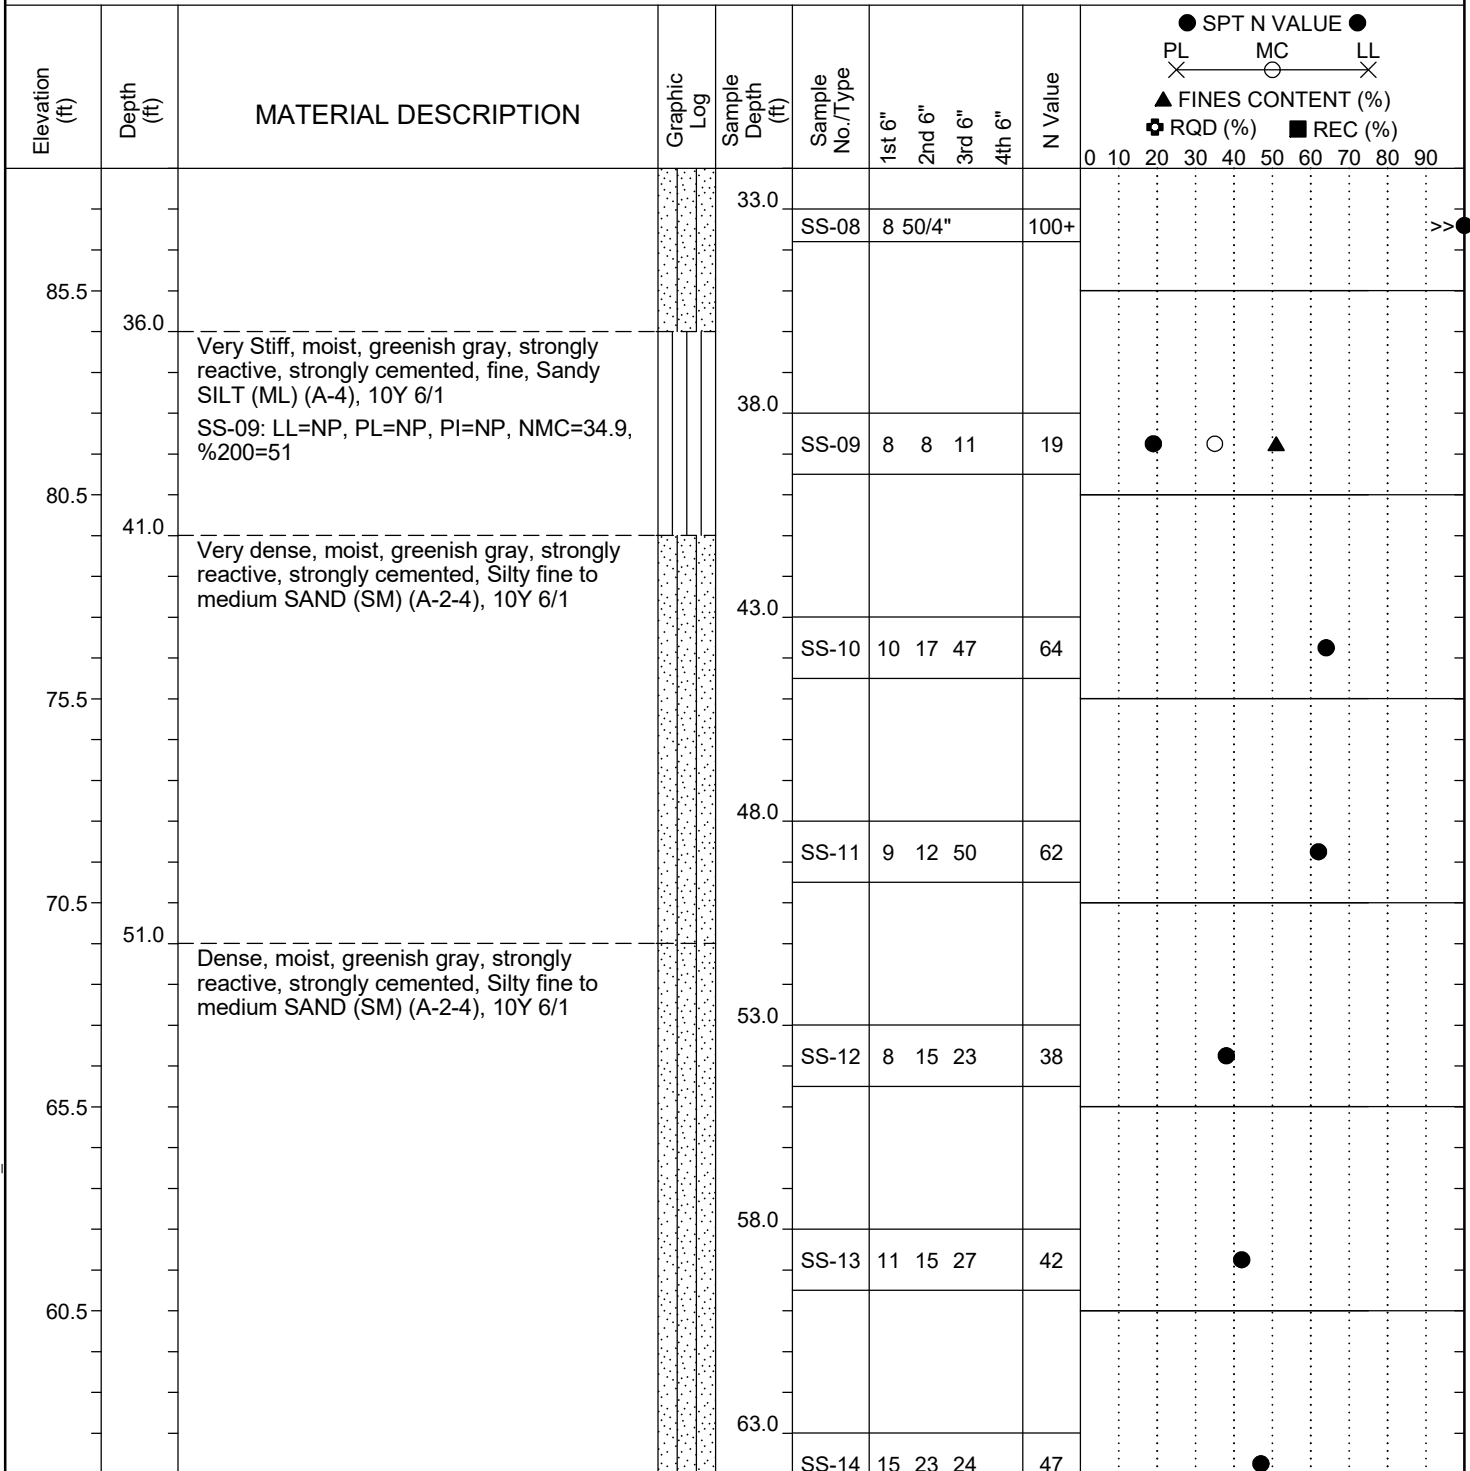 Elevation
(ft)
Depth
(ft)
MATERIAL DESCRIPTION
Graphic
Log
Sample
Depth
(ft)
Sample
No./Type
1st 6"
2nd 6"
3rd 6"
4th 6"
N Value
SPT N VALUE
PL MC LL
FINES CONTENT (%)
RQD (%) REC (%)
0 10 20 30 40 50 60 70 80 90
33.0
SS-08 8 50/4" 100+ >>
85.5
36.0
Very Stiff, moist, greenish gray, strongly
reactive, strongly cemented, fine, Sandy
SILT (ML) (A-4), 10Y 6/1
SS-09: LL=NP, PL=NP, PI=NP, NMC=34.9,
%200=51
38.0
SS-09 8 8 11 19
80.5
41.0
Very dense, moist, greenish gray, strongly
reactive, strongly cemented, Silty fine to
medium SAND (SM) (A-2-4), 10Y 6/1
43.0
SS-10 10 17 47 64
75.5
48.0
SS-11 9 12 50 62
70.5
51.0
Dense, moist, greenish gray, strongly
reactive, strongly cemented, Silty fine to
medium SAND (SM) (A-2-4), 10Y 6/1
53.0
SS-12 8 15 23 38
65.5
58.0
SS-13 11 15 27 42
60.5
63.0
SS-14 15 23 24 47